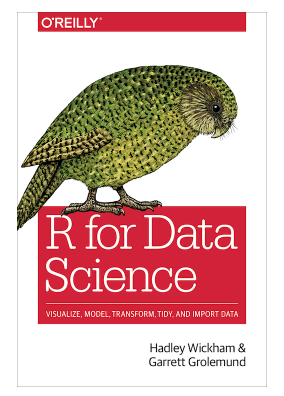 O'REILLY®
R for Data
Science
VISUALIZE, MODEL, TRANSFORM, TIDY, AND IMPORT DATA
Hadley Wickham &
Garrett Grolemund